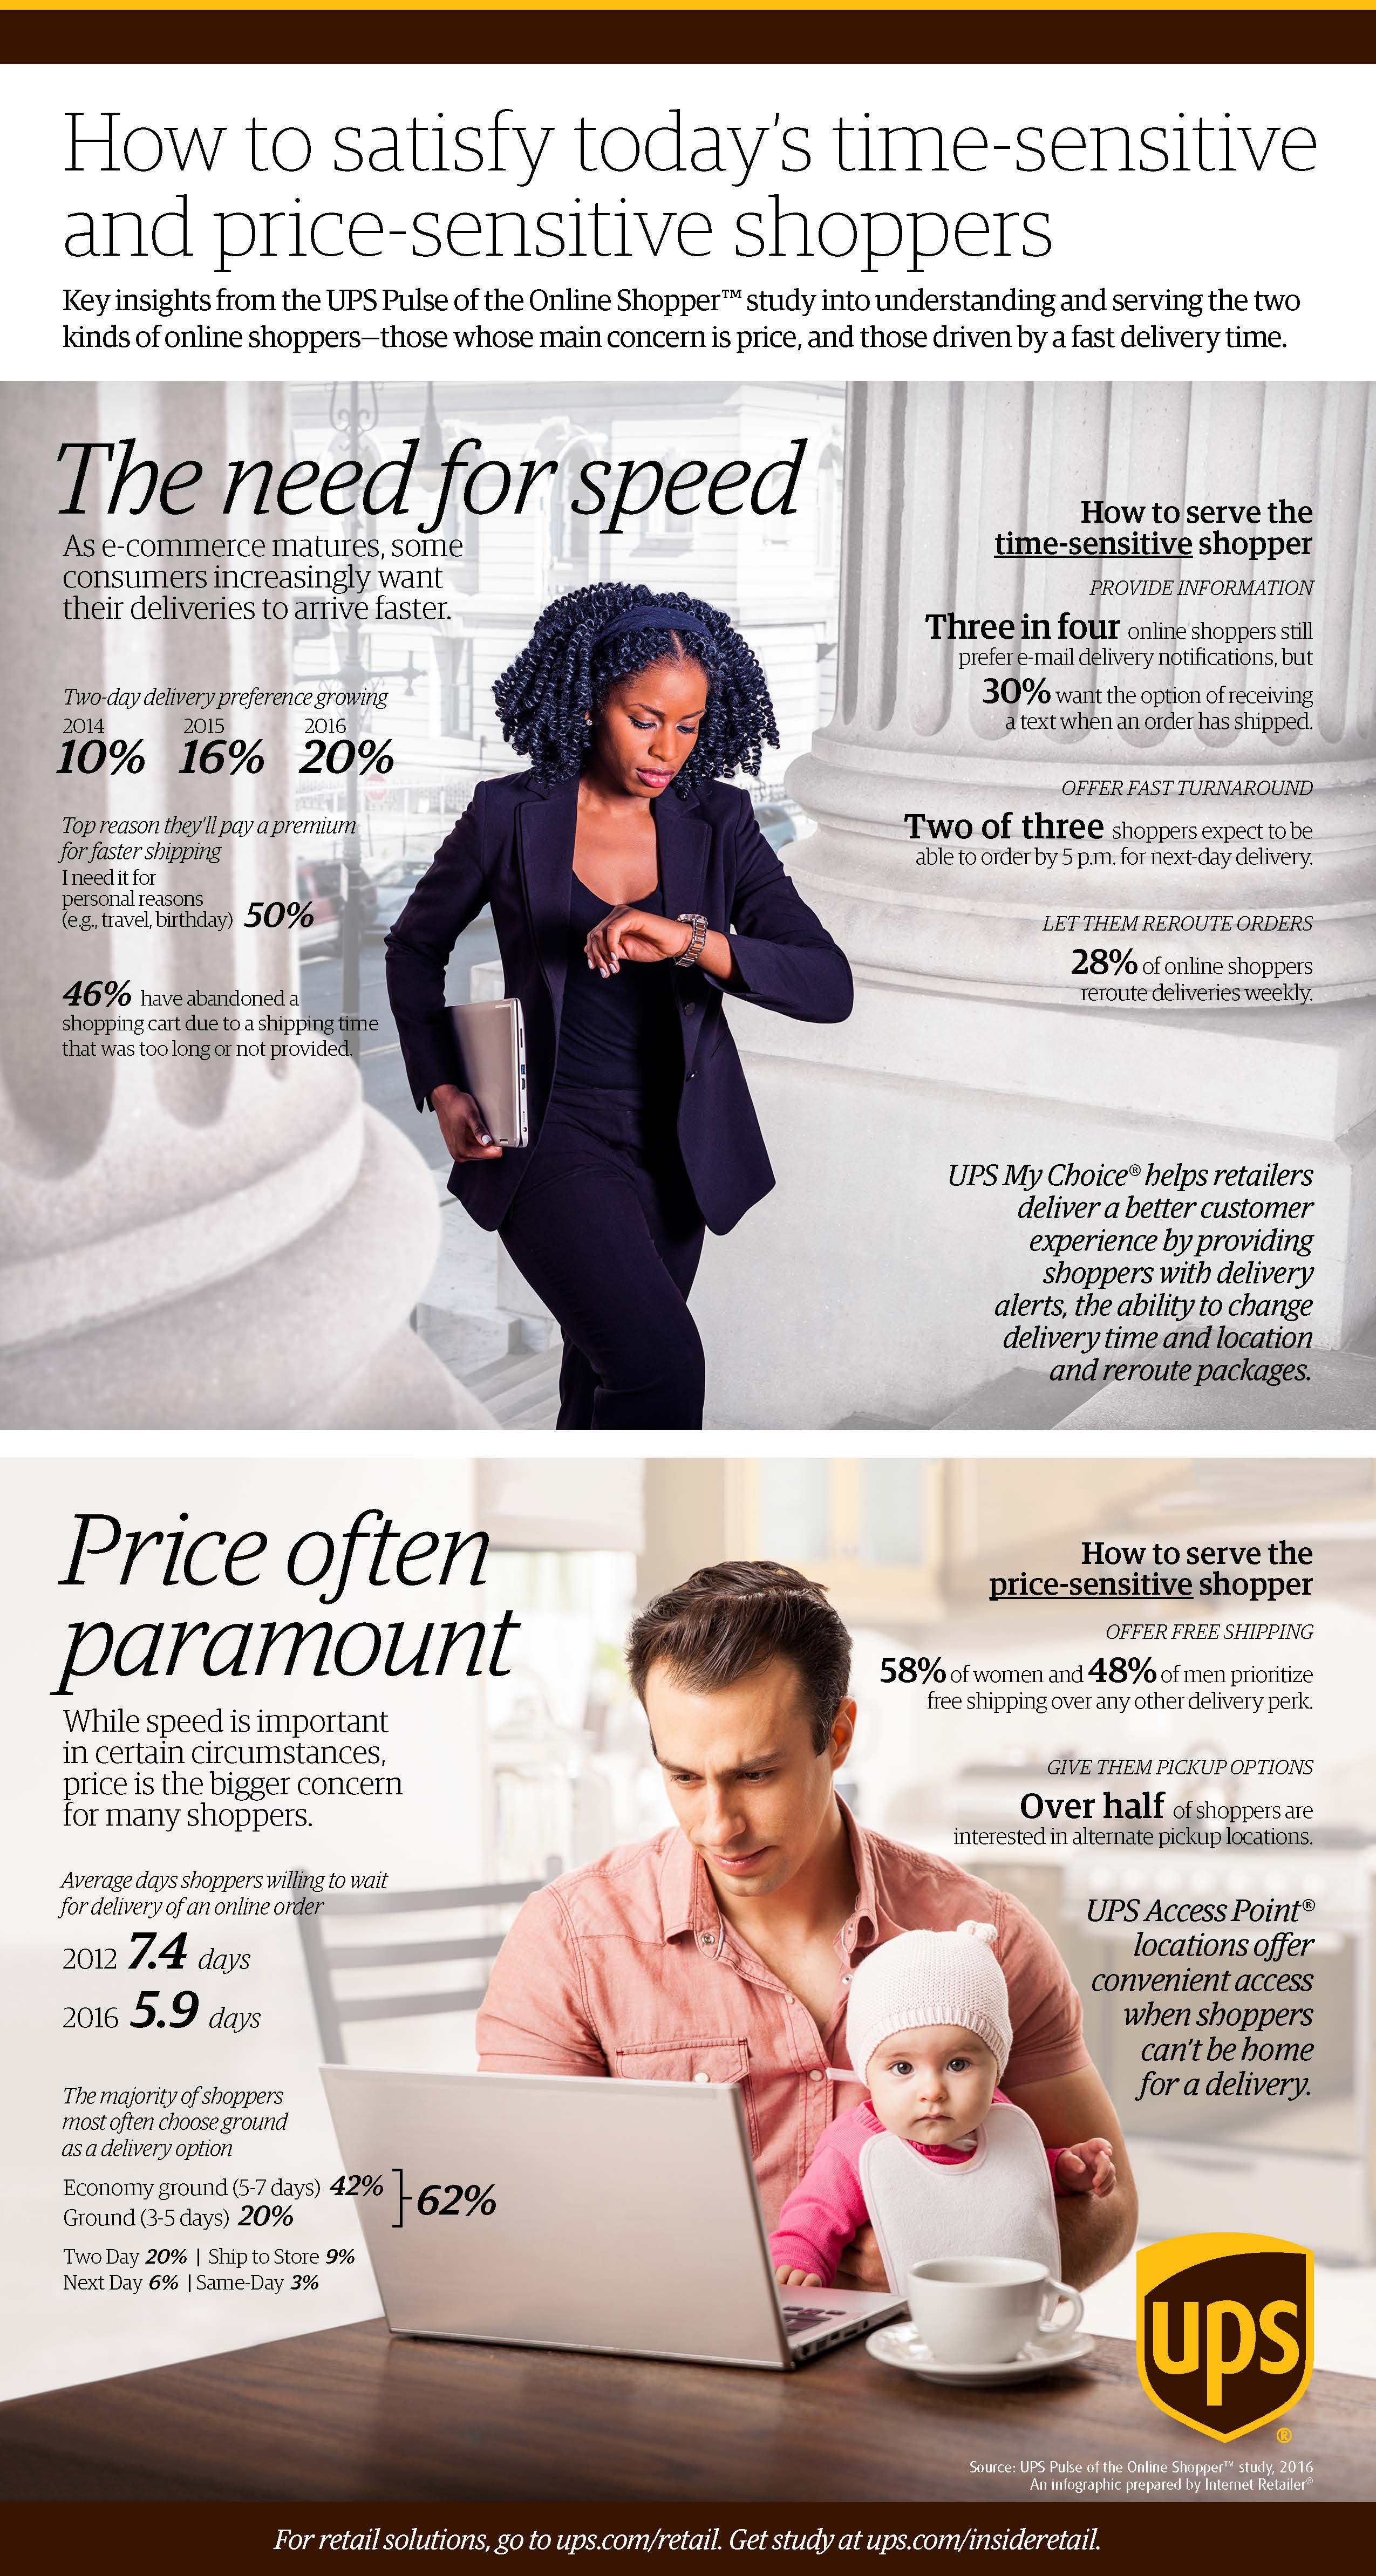 How to satisfy today's time-sensitive
and price-sensitive shoppers
Key insights from the UPS Pulse of the Online Shopper™ study into understanding and serving the two
kinds of online shoppers—those whose main concern is price, and those driven by a fast delivery time.
The need for speed
As e-commerce matures, some
consumers increasingly want
their deliveries to arrive faster.
Two-day delivery preference growing
2014 2015 2016
10% 16% 20%
Top reason they'll pay a premium
for faster shipping
I need it for
personal reasons
(e.g., travel, birthday) 50%
46% have abandoned a
shopping cart due to a shipping time
that was too long or not provided.
How to serve the
time-sensitive shopper
PROVIDE INFORMATION
Three in four online shoppers still
prefer e-mail delivery notifications, but
30% want the option of receiving
a text when an order has shipped.
OFFER FAST TURNAROUND
Two of three shoppers expect to be
able to order by 5 p.m. for next-day delivery.
LET THEM REROUTE ORDERS
28% of online shoppers
reroute deliveries weekly.
UPS My Choice® helps retailers
deliver a better customer
experience by providing
shoppers with delivery
alerts, the ability to change
delivery time and location
and reroute packages.
Price often
paramount
While speed is important
in certain circumstances,
price is the bigger concern
for many shoppers.
Average days shoppers willing to wait
for delivery of an online order
2012 7.4 days
2016 5.9 days
The majority of shoppers
most often choose ground
as a delivery option
Economy ground (5-7 days) 42%
Ground (3-5 days) 20%
62%
Two Day 20% | Ship to Store 9%
Next Day 6% | Same-Day 3%
How to serve the
price-sensitive shopper
OFFER FREE SHIPPING
58% of women and 48% of men prioritize
free shipping over any other delivery perk.
GIVE THEM PICKUP OPTIONS
Over half of shoppers are
interested in alternate pickup locations.
UPS Access Point®
locations offer
convenient access
when shoppers
can't be home
for a delivery.
ups
®
Source: UPS Pulse of the Online Shopper™ study, 2016
An infographic prepared by Internet Retailer®
For retail solutions, go to ups.com/retail. Get study at ups.com/insideretail.